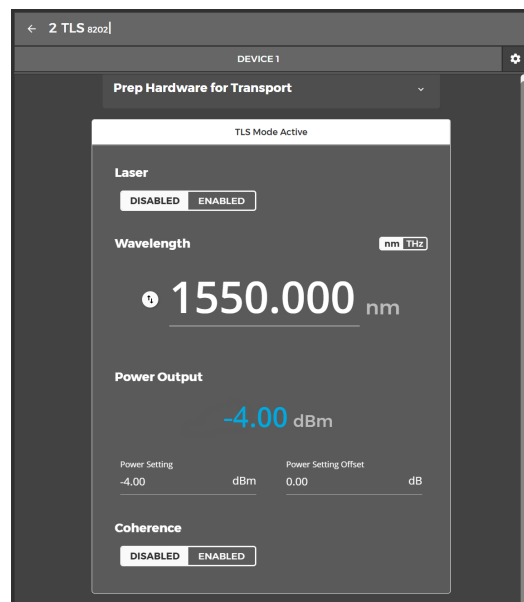 2 TLS 8202
DEVICE 1
Prep Hardware for Transport
TLS Mode Active
Laser
DISABLED ENABLED
Wavelength nm THz
1550.000 nm
Power Output
-4.00 dBm
Power Setting Power Setting Offset
-4.00 dBm 0.00 dB
Coherence
DISABLED ENABLED